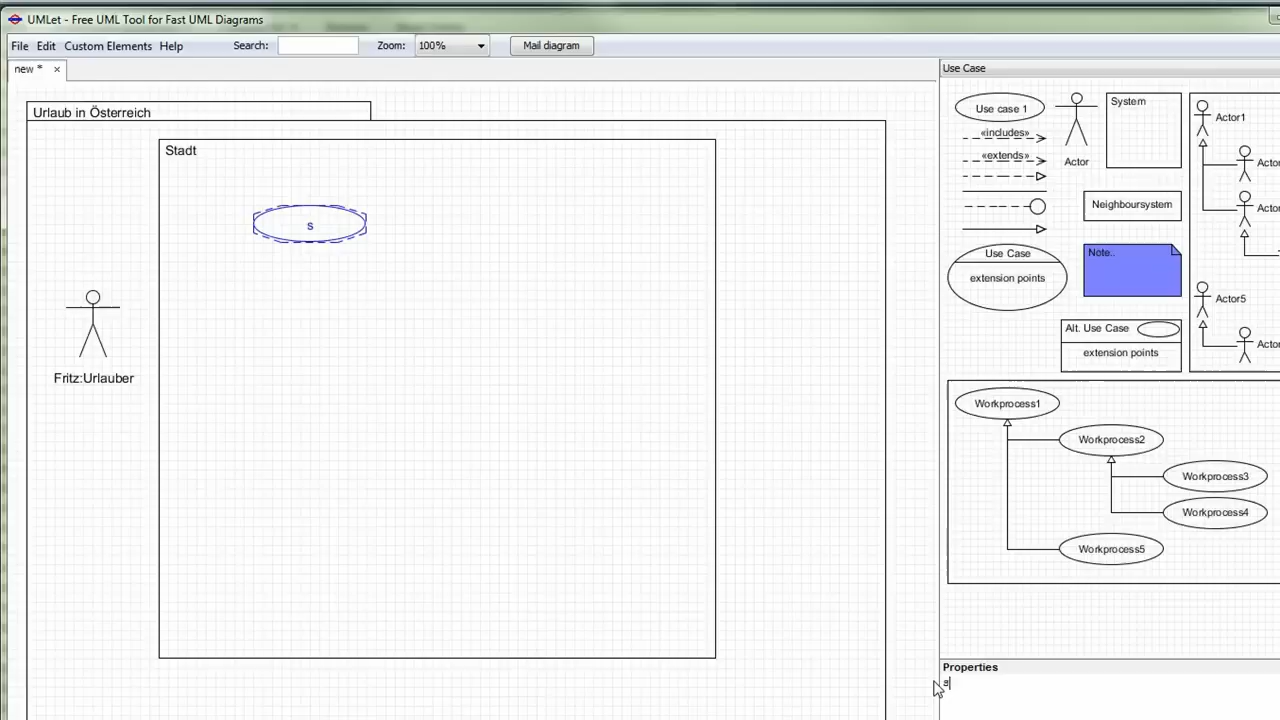 UMLet - Free UML Tool for Fast UML Diagrams
File Edit Custom Elements Help Search: Zoom: 100% Mail diagram
new *
Urlaub in Österreich
Stadt
s
Fritz:Urlauber
Use Case
Use case 1
«includes»
«extends»
Actor
System
Actor1
Neighboursystem
Use Case
extension points
Note..
Actor5
Alt. Use Case
extension points
Workprocess1
Workprocess2
Workprocess3
Workprocess4
Workprocess5
Properties
s